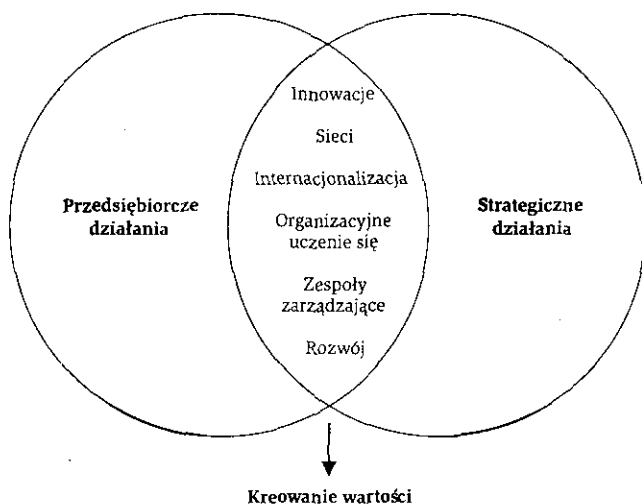 Innowacje
Sieci
Internacjonalizacja
Przedsiębiorcze
działania
Organizacyjne
uczenie się
Strategiczne
działania
Zespoły
zarządzające
Rozwój
Kreowanie wartości